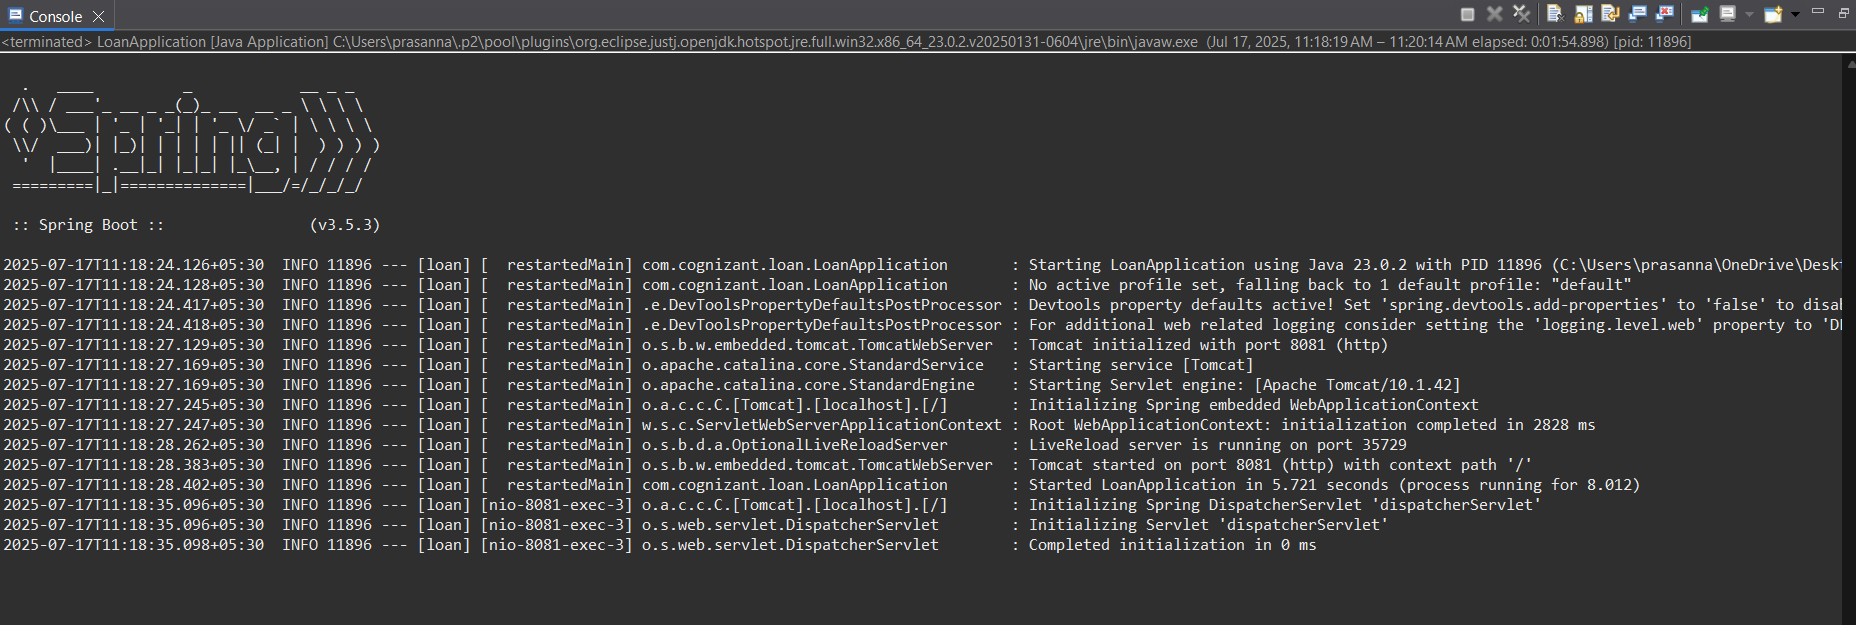 Console
<terminated> LoanApplication [Java Application] C:\Users\prasanna\.p2\pool\plugins\org.eclipse.justj.openjdk.hotspot.jre.full.win32.x86_64_23.0.2.v20250131-0604\jre\bin\javaw.exe (Jul 17, 2025, 11:18:19 AM – 11:20:14 AM elapsed: 0:01:54.898) [pid: 11896]
  .   ____          _            __ _ _
 /\\ / ___'_ __ _ _(_)_ __  __ _ \ \ \ \
( ( )\___ | '_ | '_| | '_ \/ _` | \ \ \ \
 \\/  ___)| |_)| | | | | || (_| |  ) ) ) )
  '  |____| .__|_| |_|_| |_\__, | / / / /
 =========|_|==============|___/=/_/_/_/
 :: Spring Boot ::                (v3.5.3)
2025-07-17T11:18:24.126+05:30  INFO 11896 --- [loan] [  restartedMain] com.cognizant.loan.LoanApplication       : Starting LoanApplication using Java 23.0.2 with PID 11896 (C:\Users\prasanna\OneDrive\Deskt
2025-07-17T11:18:24.128+05:30  INFO 11896 --- [loan] [  restartedMain] com.cognizant.loan.LoanApplication       : No active profile set, falling back to 1 default profile: "default"
2025-07-17T11:18:24.417+05:30  INFO 11896 --- [loan] [  restartedMain] .e.DevToolsPropertyDefaultsPostProcessor : Devtools property defaults active! Set 'spring.devtools.add-properties' to 'false' to disa
2025-07-17T11:18:24.418+05:30  INFO 11896 --- [loan] [  restartedMain] .e.DevToolsPropertyDefaultsPostProcessor : For additional web related logging consider setting the 'logging.level.web' property to 'D
2025-07-17T11:18:27.129+05:30  INFO 11896 --- [loan] [  restartedMain] o.s.b.w.embedded.tomcat.TomcatWebServer  : Tomcat initialized with port 8081 (http)
2025-07-17T11:18:27.169+05:30  INFO 11896 --- [loan] [  restartedMain] o.apache.catalina.core.StandardService   : Starting service [Tomcat]
2025-07-17T11:18:27.169+05:30  INFO 11896 --- [loan] [  restartedMain] o.apache.catalina.core.StandardEngine    : Starting Servlet engine: [Apache Tomcat/10.1.42]
2025-07-17T11:18:27.245+05:30  INFO 11896 --- [loan] [  restartedMain] o.a.c.c.C.[Tomcat].[localhost].[/]       : Initializing Spring embedded WebApplicationContext
2025-07-17T11:18:27.247+05:30  INFO 11896 --- [loan] [  restartedMain] w.s.c.ServletWebServerApplicationContext : Root WebApplicationContext: initialization completed in 2828 ms
2025-07-17T11:18:28.262+05:30  INFO 11896 --- [loan] [  restartedMain] o.s.b.d.a.OptionalLiveReloadServer       : LiveReload server is running on port 35729
2025-07-17T11:18:28.383+05:30  INFO 11896 --- [loan] [  restartedMain] o.s.b.w.embedded.tomcat.TomcatWebServer  : Tomcat started on port 8081 (http) with context path '/'
2025-07-17T11:18:28.402+05:30  INFO 11896 --- [loan] [  restartedMain] com.cognizant.loan.LoanApplication       : Started LoanApplication in 5.721 seconds (process running for 8.012)
2025-07-17T11:18:35.096+05:30  INFO 11896 --- [loan] [nio-8081-exec-3] o.a.c.c.C.[Tomcat].[localhost].[/]       : Initializing Spring DispatcherServlet 'dispatcherServlet'
2025-07-17T11:18:35.096+05:30  INFO 11896 --- [loan] [nio-8081-exec-3] o.s.web.servlet.DispatcherServlet        : Initializing Servlet 'dispatcherServlet'
2025-07-17T11:18:35.098+05:30  INFO 11896 --- [loan] [nio-8081-exec-3] o.s.web.servlet.DispatcherServlet        : Completed initialization in 0 ms